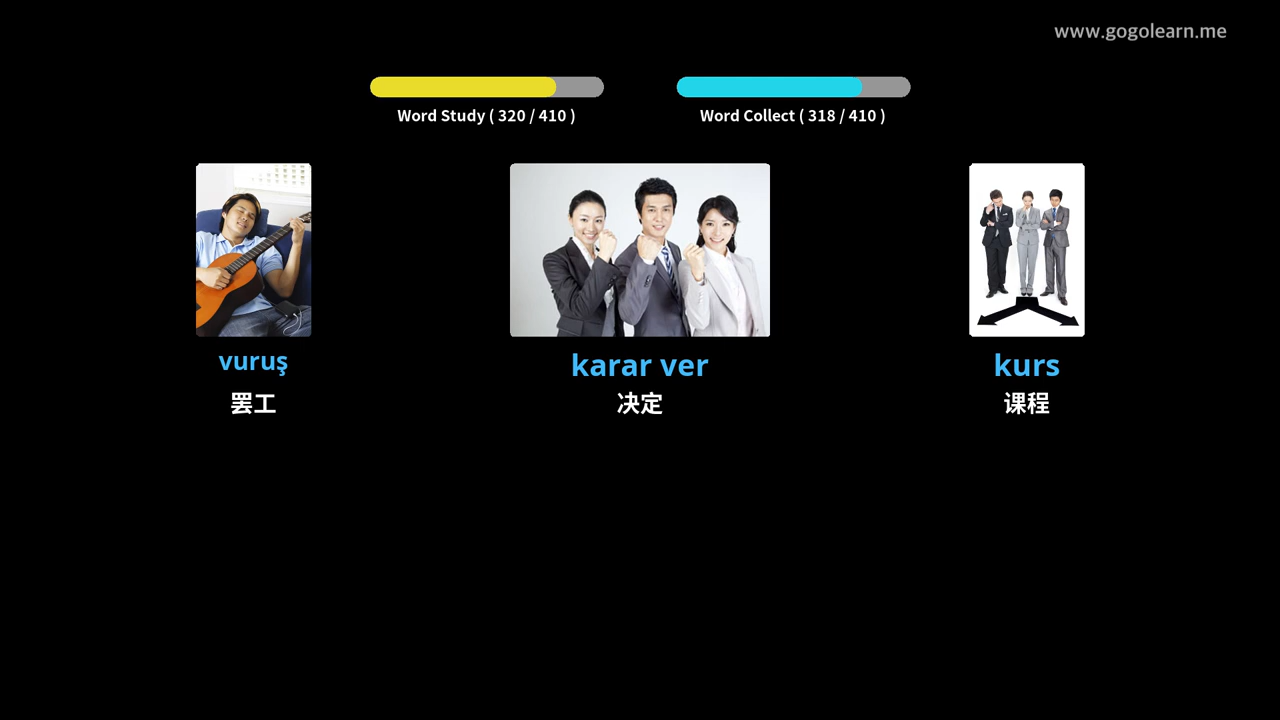 www.gogolearn.me
Word Study ( 320 / 410 )
Word Collect ( 318 / 410 )
vuruş
罢工
karar ver
决定
kurs
课程